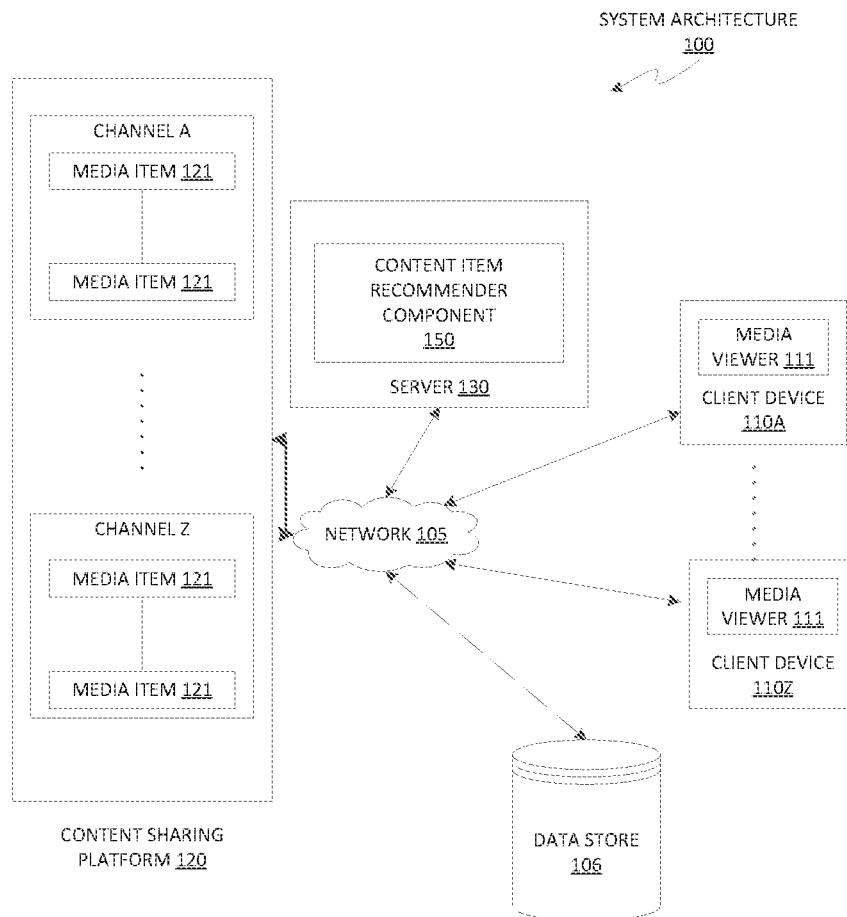 SYSTEM ARCHITECTURE
100
CHANNEL A
MEDIA ITEM 121
MEDIA ITEM 121
CONTENT ITEM
RECOMMENDER
COMPONENT
150
SERVER 130
MEDIA
VIEWER 111
CLIENT DEVICE
110A
CHANNEL Z
MEDIA ITEM 121
MEDIA ITEM 121
NETWORK 105
MEDIA
VIEWER 111
CLIENT DEVICE
110Z
CONTENT SHARING
PLATFORM 120
DATA STORE
106